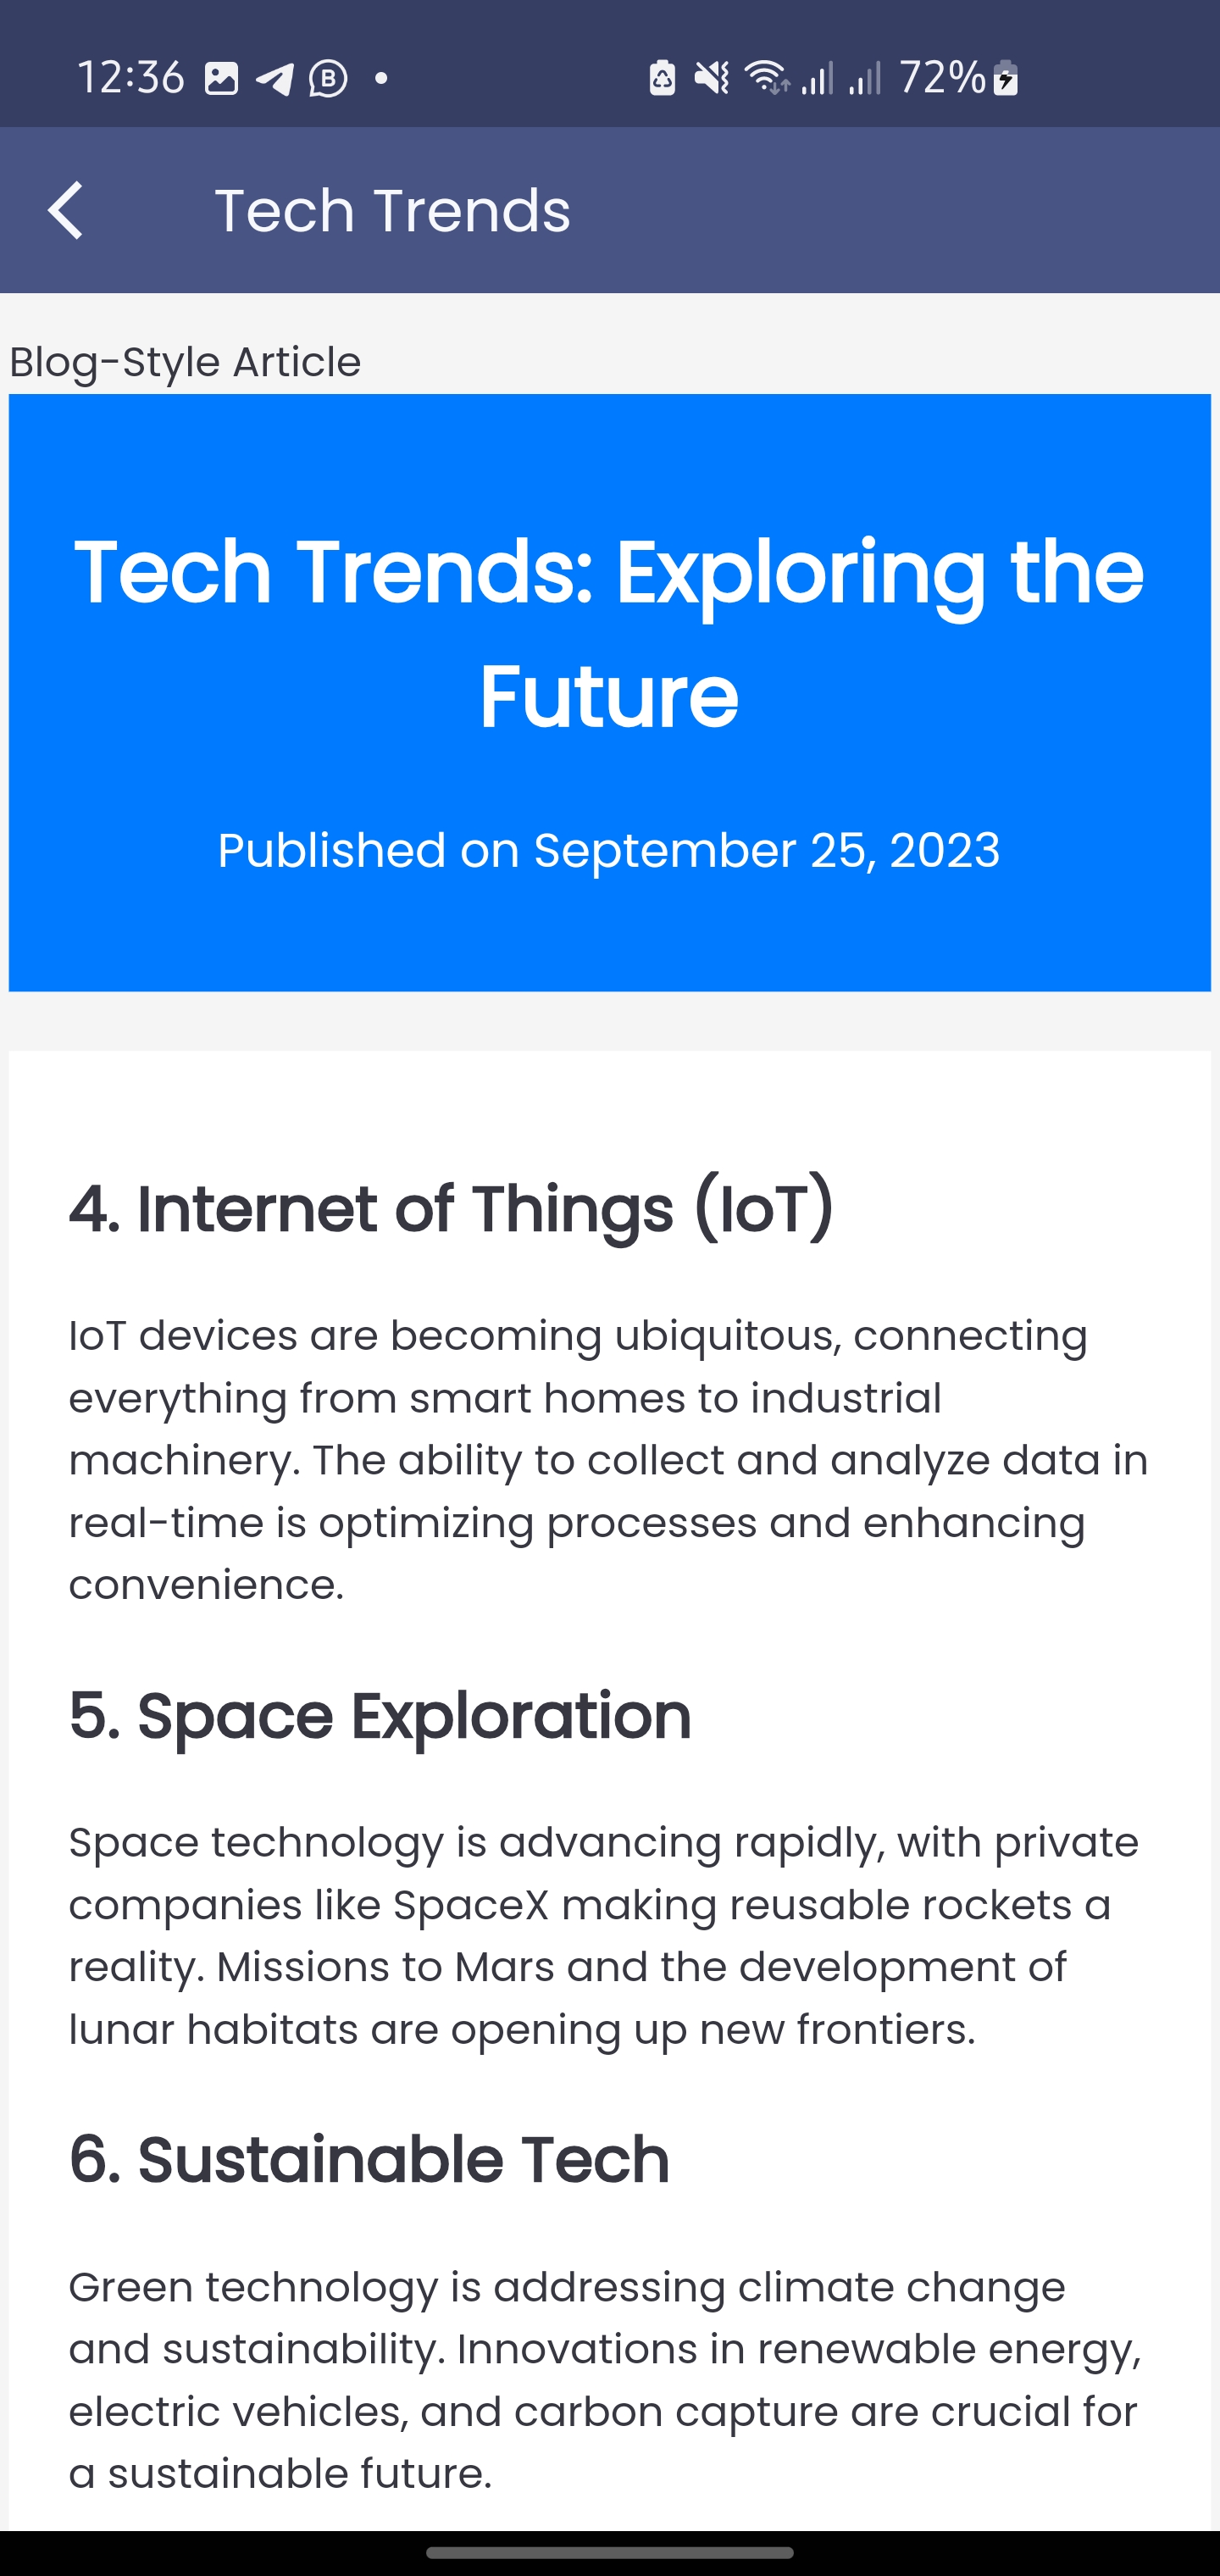 12:36
72%
Tech Trends
Blog-Style Article
Tech Trends: Exploring the
Future
Published on September 25, 2023
4. Internet of Things (IoT)
IoT devices are becoming ubiquitous, connecting
everything from smart homes to industrial
machinery. The ability to collect and analyze data in
real-time is optimizing processes and enhancing
convenience.
5. Space Exploration
Space technology is advancing rapidly, with private
companies like SpaceX making reusable rockets a
reality. Missions to Mars and the development of
lunar habitats are opening up new frontiers.
6. Sustainable Tech
Green technology is addressing climate change
and sustainability. Innovations in renewable energy,
electric vehicles, and carbon capture are crucial for
a sustainable future.